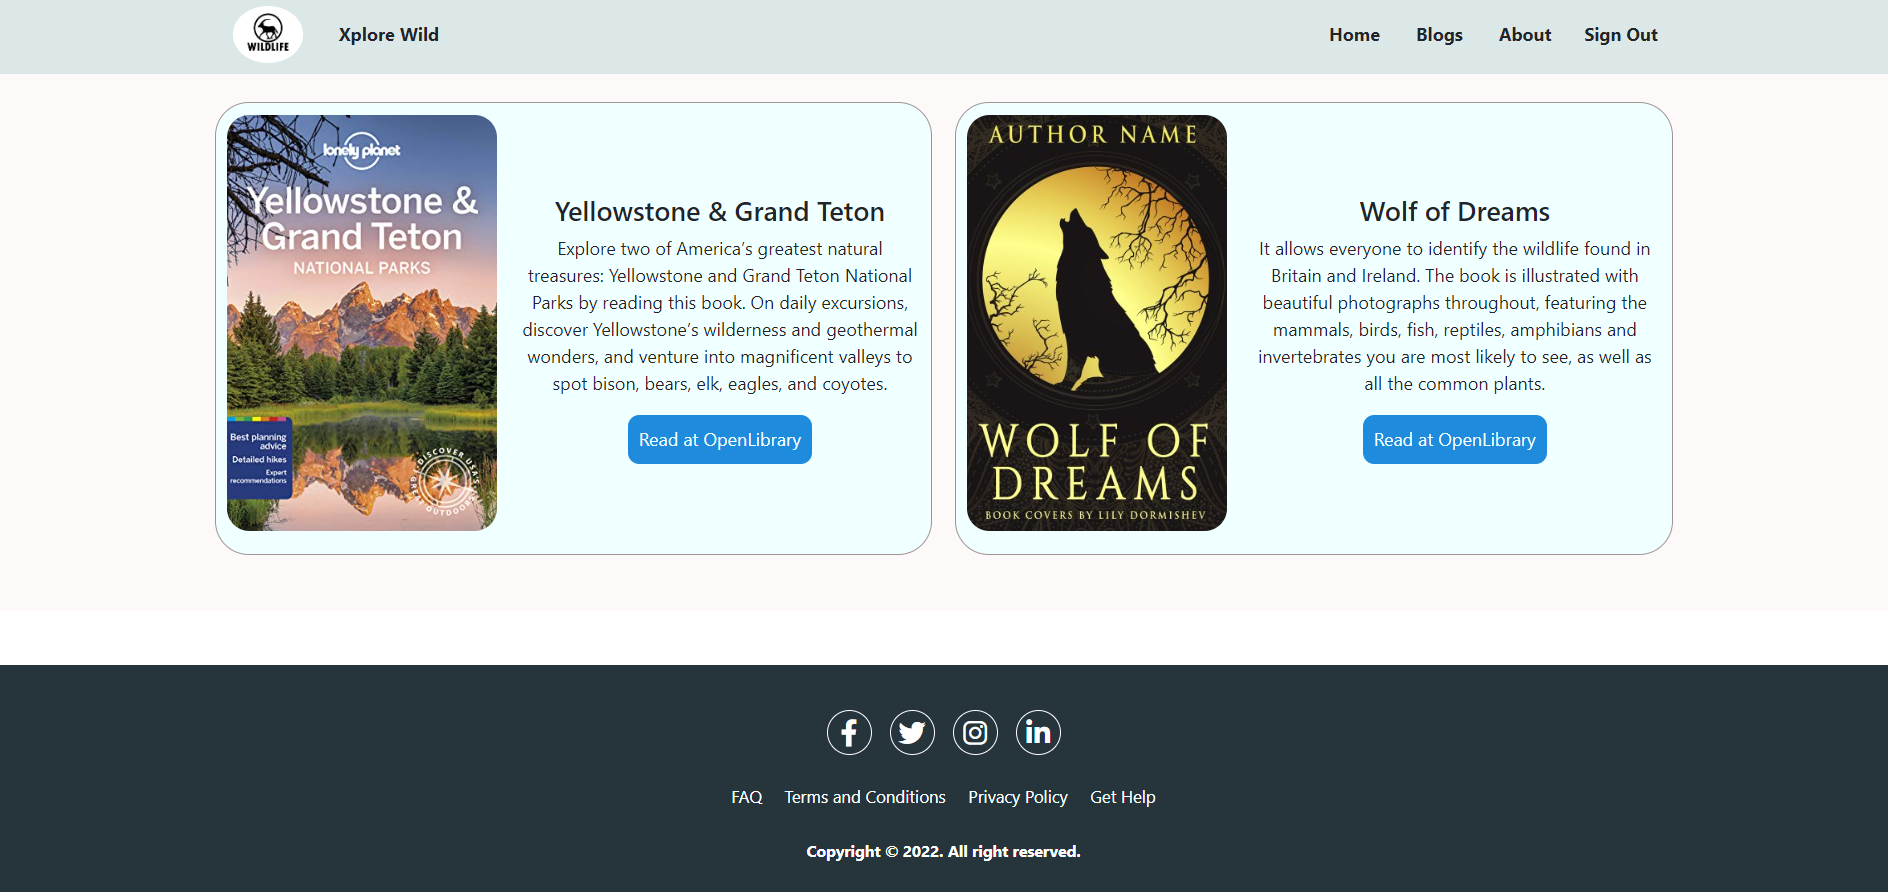 WILDLIFE
Xplore Wild
Home
Blogs
About
Sign Out
lonely planet
Yellowstone &
Grand Teton
NATIONAL PARKS
Best planning
advice
Detailed hikes
Expert
recommendations
DISCOVER USA'S
GREAT OUTDOORS
Yellowstone & Grand Teton
Explore two of America’s greatest natural
treasures: Yellowstone and Grand Teton National
Parks by reading this book. On daily excursions,
discover Yellowstone’s wilderness and geothermal
wonders, and venture into magnificent valleys to
spot bison, bears, elk, eagles, and coyotes.
Read at OpenLibrary
AUTHOR NAME
WOLF OF
DREAMS
BOOK COVERS BY LILY DORMISHEV
Wolf of Dreams
It allows everyone to identify the wildlife found in
Britain and Ireland. The book is illustrated with
beautiful photographs throughout, featuring the
mammals, birds, fish, reptiles, amphibians and
invertebrates you are most likely to see, as well as
all the common plants.
Read at OpenLibrary
FAQ
Terms and Conditions
Privacy Policy
Get Help
Copyright © 2022. All right reserved.